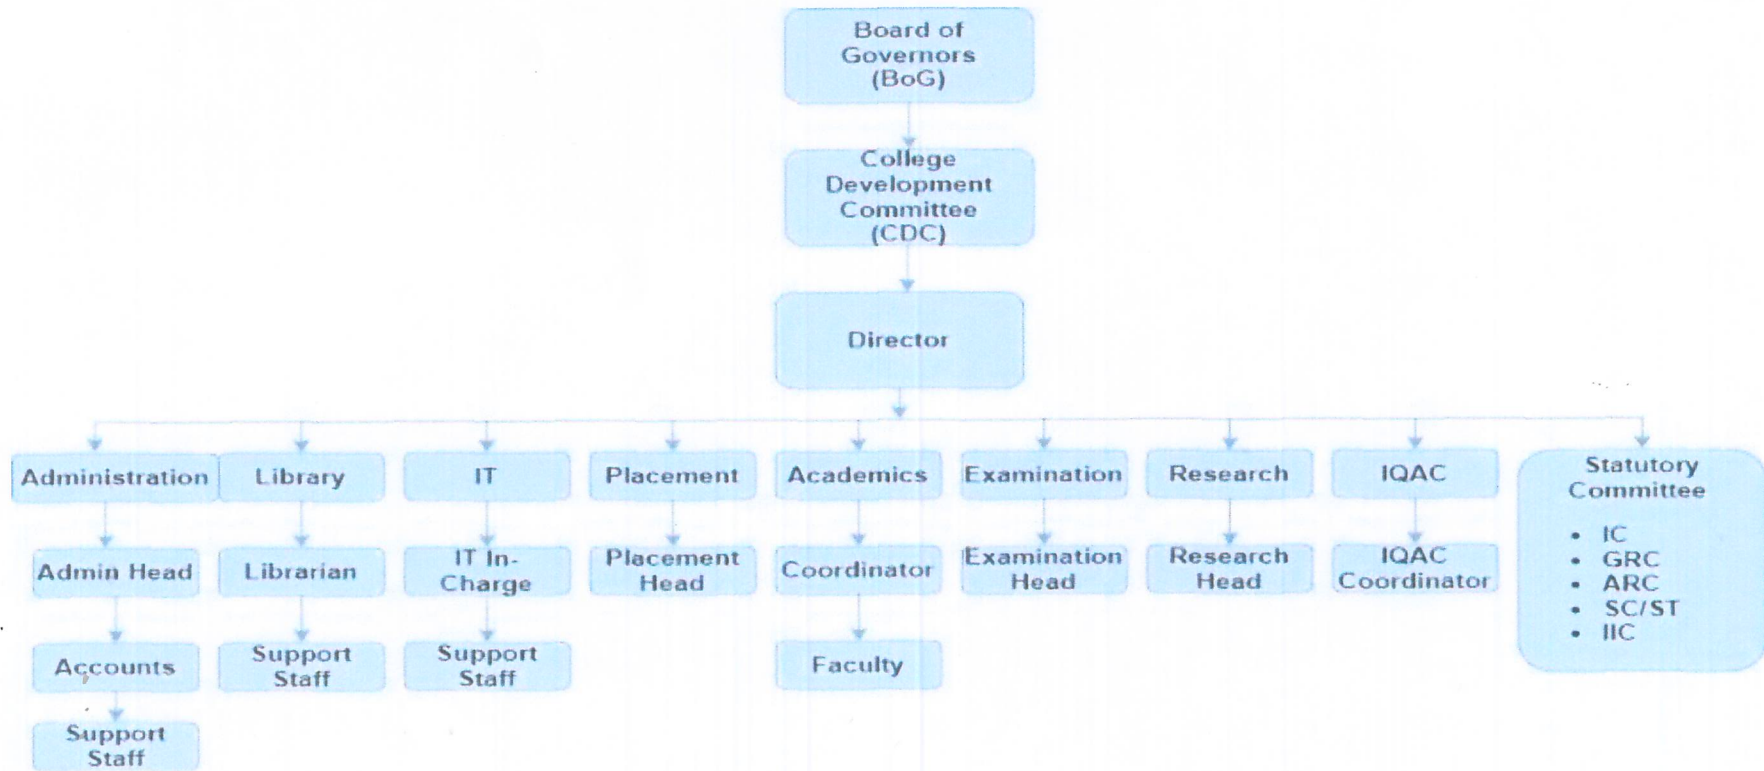 Board of
Governors
(BoG)
College
Development
Committee
(CDC)
Director
Administration
Library
IT
Placement
Academics
Examination
Research
IQAC
Statutory
Committee
• IC
• GRC
• ARC
• SC/ST
• IIC
Admin Head
Librarian
IT In-
Charge
Placement
Head
Coordinator
Examination
Head
Research
Head
IQAC
Coordinator
Accounts
Support
Staff
Support
Staff
Faculty
Support
Staff